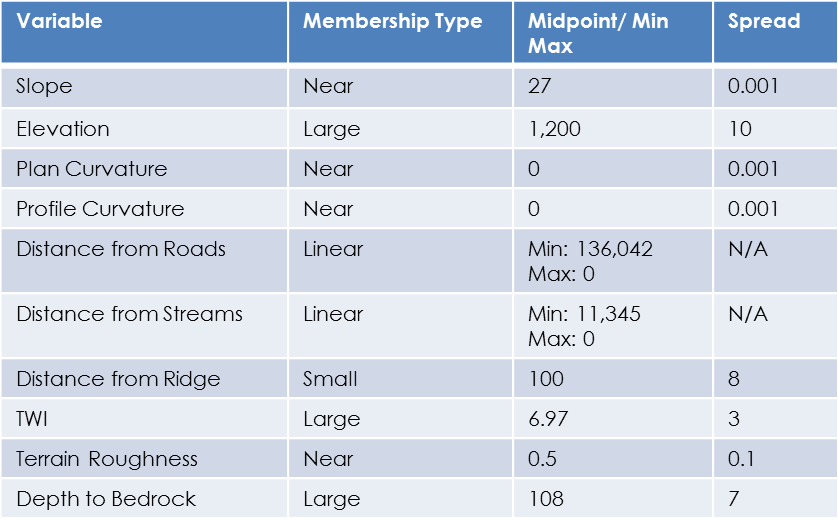 Variable Membership Type Midpoint/ Min Spread
Max
Slope Near 27 0.001
Elevation Large 1,200 10
Plan Curvature Near 0 0.001
Profile Curvature Near 0 0.001
Distance from Roads Linear Min: 136,042 N/A
Max: 0
Distance from Streams Linear Min: 11,345 N/A
Max: 0
Distance from Ridge Small 100 8
TWI Large 6.97 3
Terrain Roughness Near 0.5 0.1
Depth to Bedrock Large 108 7